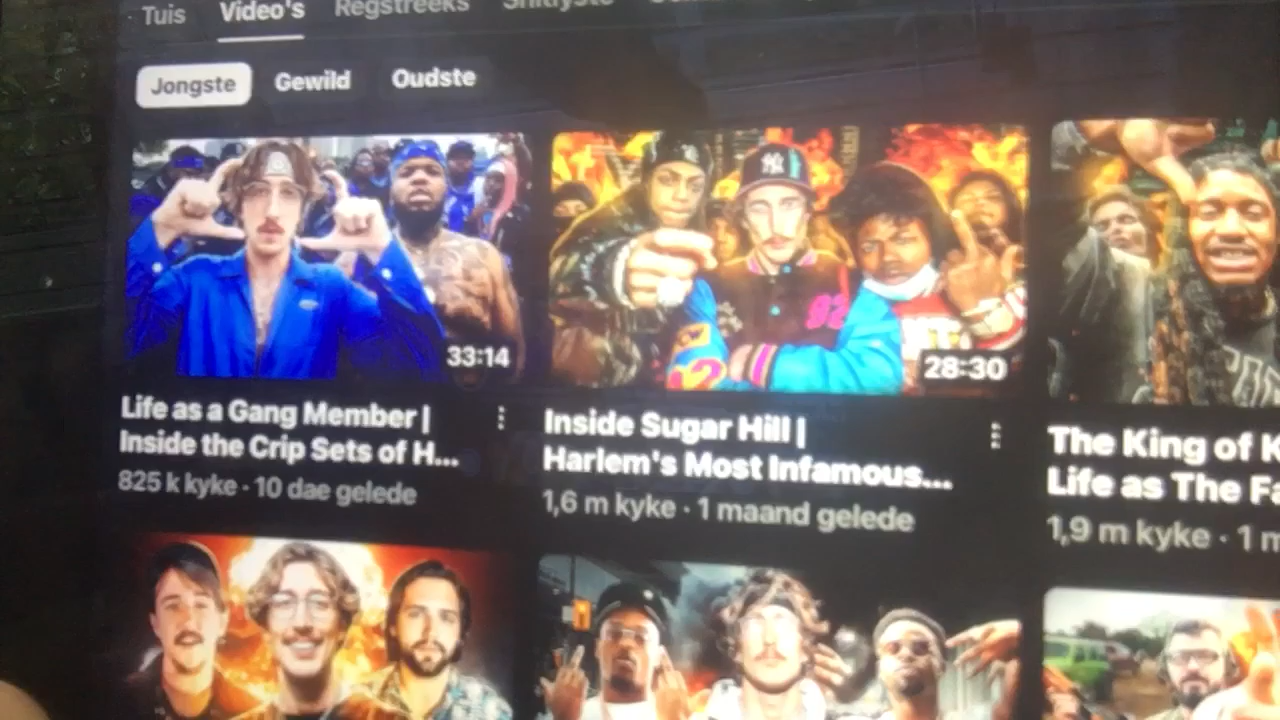 Tuis Video's Regstreeks
Jongste Gewild Oudste
33:14
28:30
Life as a Gang Member |
Inside the Crip Sets of H...
825 k kyke · 10 dae gelede
Inside Sugar Hill |
Harlem's Most Infamous...
1,6 m kyke · 1 maand gelede
The King of K
Life as The Fa
1,9 m kyke · 1 m
92